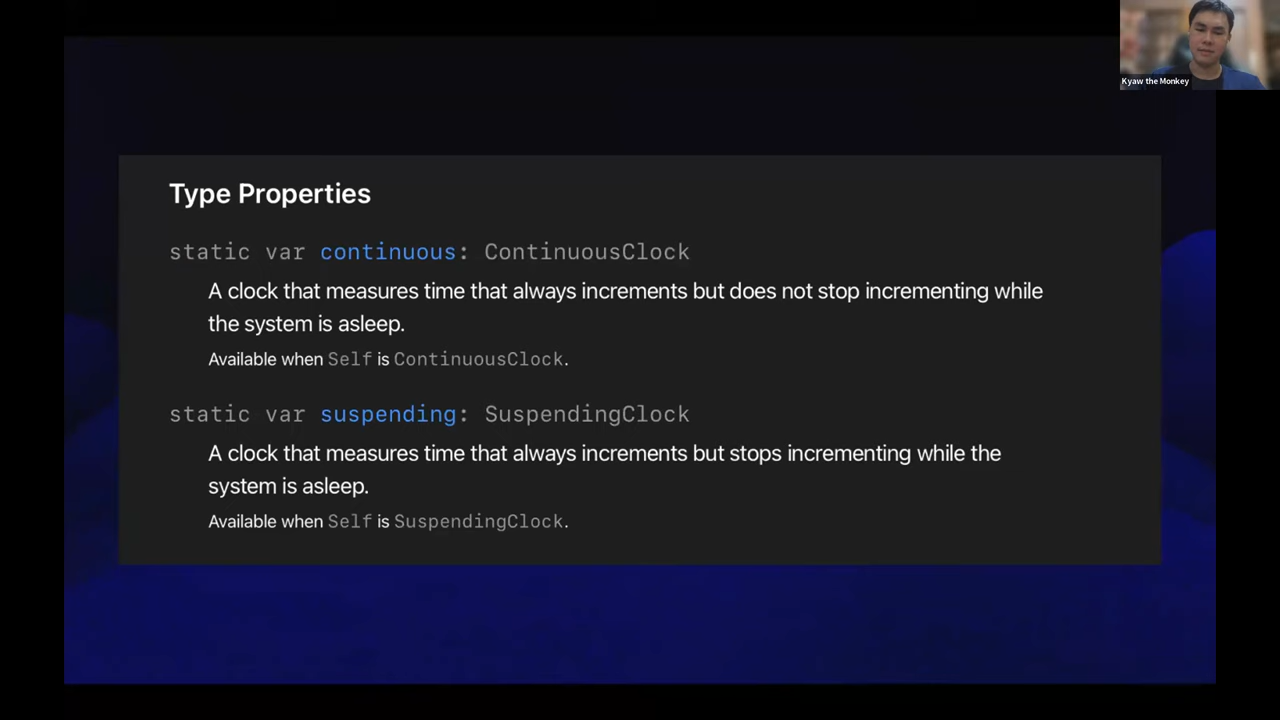 Kyaw the Monkey
Type Properties
static var continuous: ContinuousClock
A clock that measures time that always increments but does not stop incrementing while
the system is asleep.
Available when Self is ContinuousClock.
static var suspending: SuspendingClock
A clock that measures time that always increments but stops incrementing while the
system is asleep.
Available when Self is SuspendingClock.